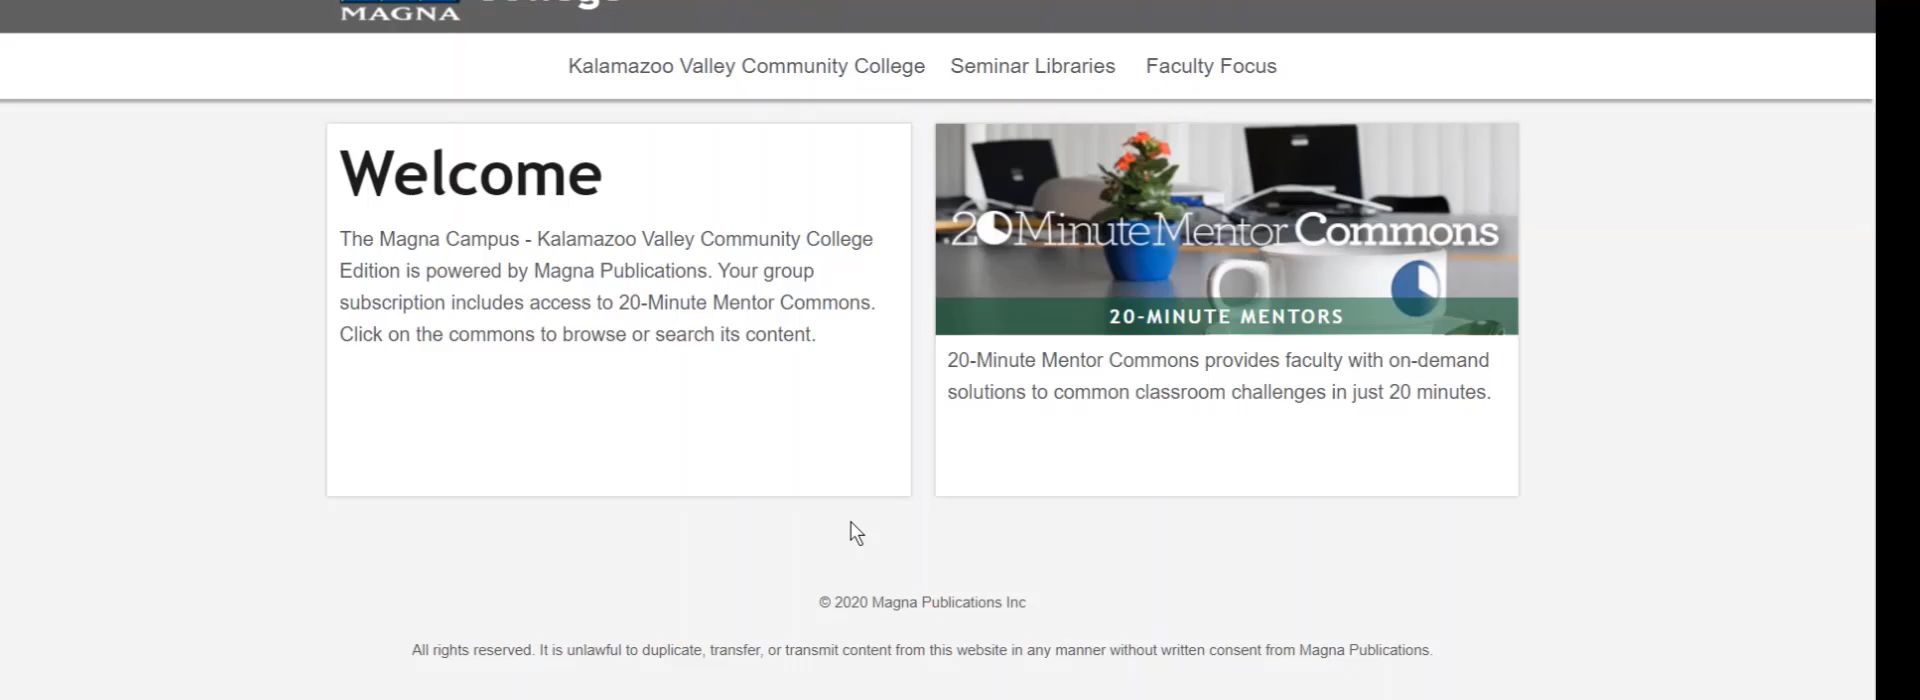 MAGNA
Kalamazoo Valley Community College Seminar Libraries Faculty Focus
Welcome
The Magna Campus - Kalamazoo Valley Community College
Edition is powered by Magna Publications. Your group
subscription includes access to 20-Minute Mentor Commons.
Click on the commons to browse or search its content.
20 Minute Mentor Commons
20-MINUTE MENTORS
20-Minute Mentor Commons provides faculty with on-demand
solutions to common classroom challenges in just 20 minutes.
© 2020 Magna Publications Inc
All rights reserved. It is unlawful to duplicate, transfer, or transmit content from this website in any manner without written consent from Magna Publications.